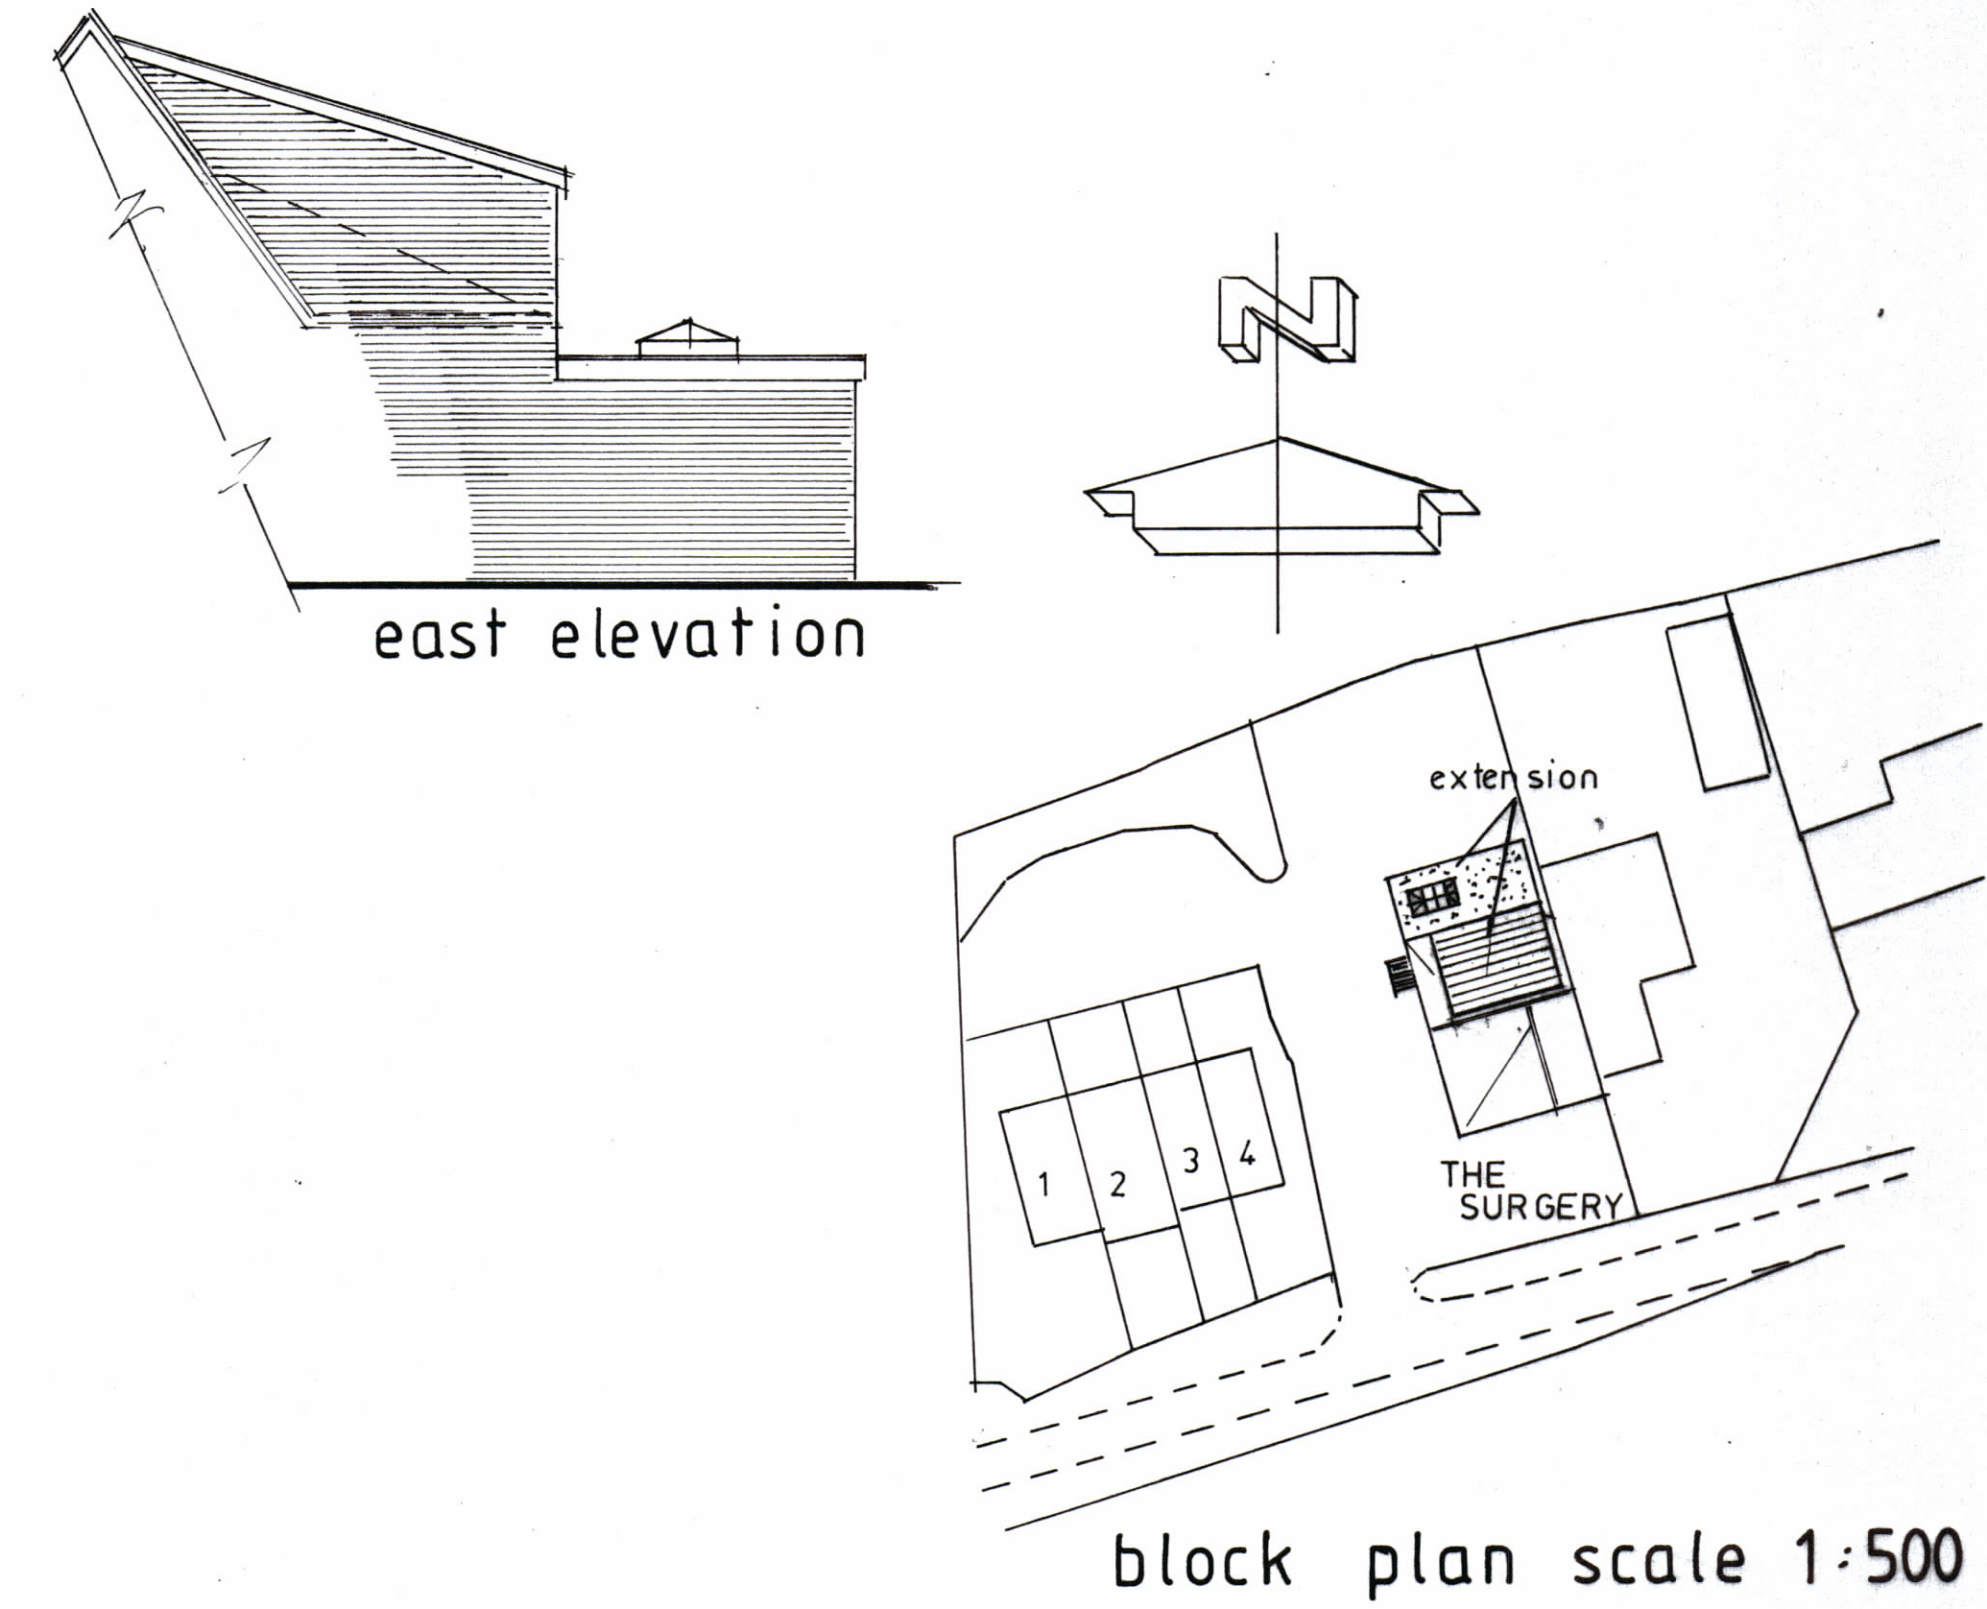 N
east elevation
extension
1
2
3
4
THE
SURGERY
block plan scale 1:500